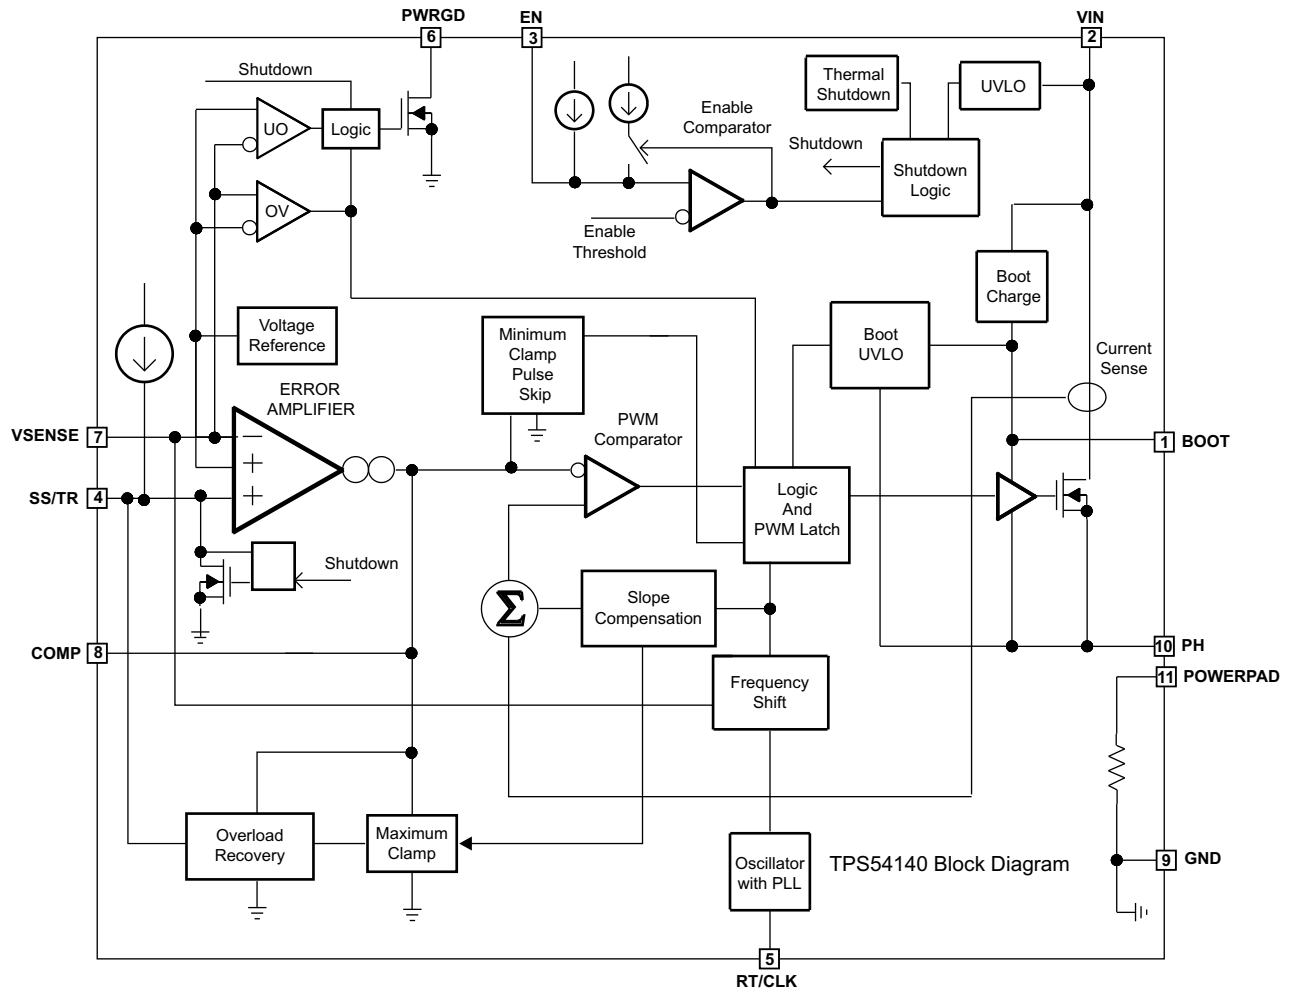 PWRGD
6
EN
3
VIN
2
Shutdown
UO
Logic
OV
Enable
Comparator
Enable
Threshold
Thermal
Shutdown
UVLO
Shutdown
Shutdown
Logic
Boot
Charge
Voltage
Reference
ERROR
AMPLIFIER
Minimum
Clamp
Pulse
Skip
PWM
Comparator
Boot
UVLO
Current
Sense
VSENSE
7
1
BOOT
SS/TR
4
−
+
+
Logic
And
PWM Latch
Shutdown
Σ
Slope
Compensation
COMP
8
10
PH
11
POWERPAD
Frequency
Shift
Overload
Recovery
Maximum
Clamp
Oscillator
with PLL
TPS54140 Block Diagram
9
GND
5
RT/CLK